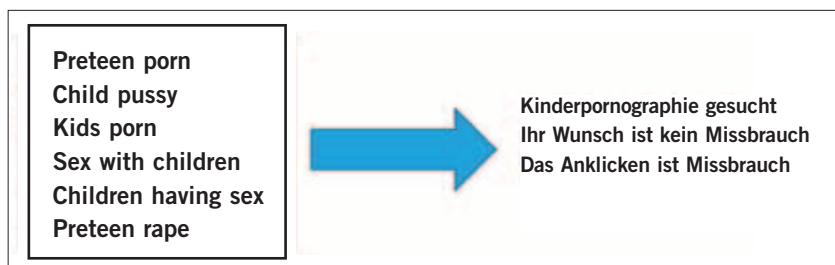 Preteen porn
Child pussy
Kids porn
Sex with children
Children having sex
Preteen rape
Kinderpornographie gesucht
Ihr Wunsch ist kein Missbrauch
Das Anklicken ist Missbrauch